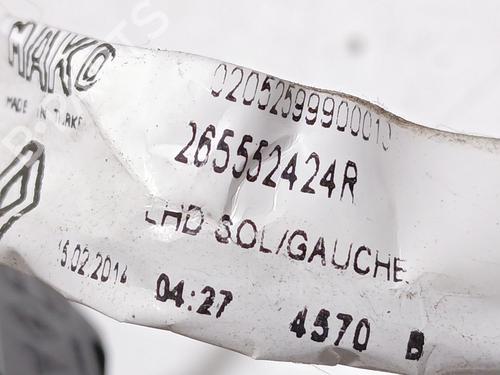 MAKO
MADE IN TURKEY
0205259990001
265552424R
LHD SOL/GAUCHE
15.02.2014
04:27
4570 B